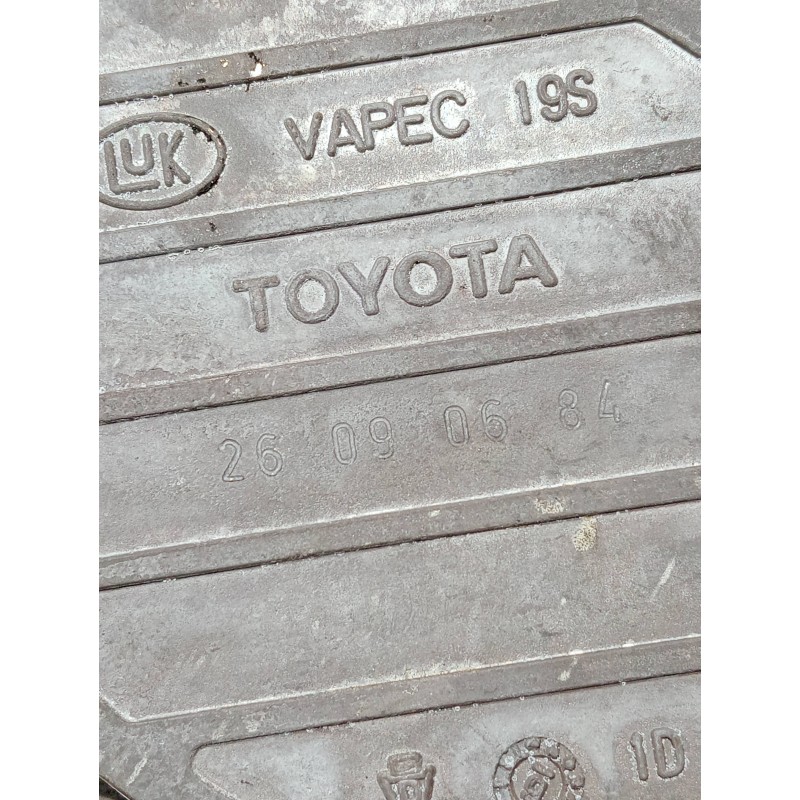 LUK VAPEC 19S
TOYOTA
26 09 06 84
1D